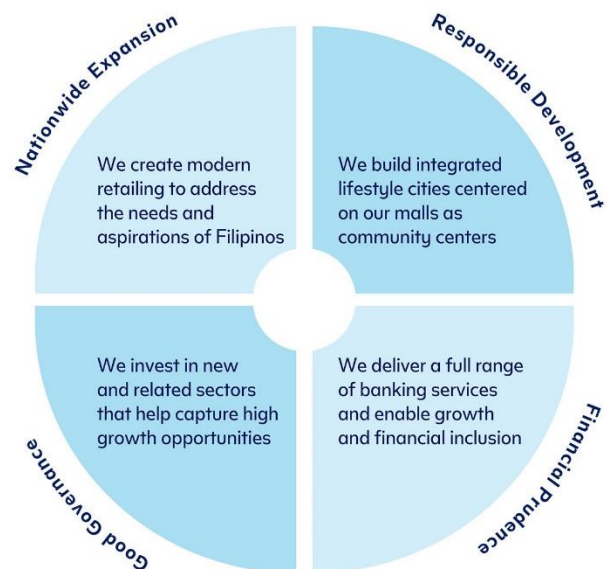 Nationwide Expansion
Responsible Development
We create modern
retailing to address
the needs and
aspirations of Filipinos
We build integrated
lifestyle cities centered
on our malls as
community centers
We invest in new
and related sectors
that help capture high
growth opportunities
We deliver a full range
of banking services
and enable growth
and financial inclusion
Good Governance
Financial Prudence